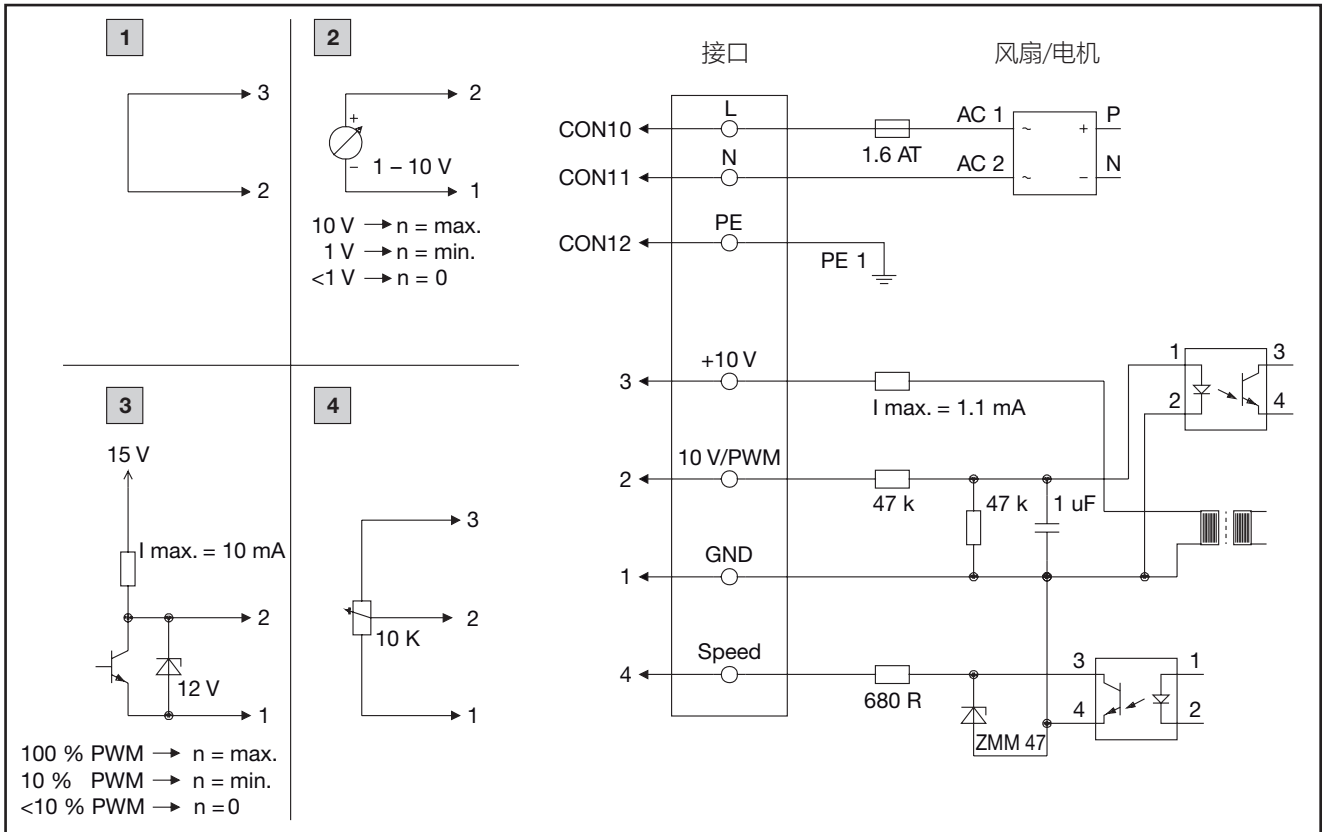 1
3
2
2
+
−
1 – 10 V
2
1
10 V → n = max.
1 V → n = min.
<1 V → n = 0
3
15 V
I max. = 10 mA
2
12 V
1
100 % PWM → n = max.
10 % PWM → n = min.
<10 % PWM → n = 0
4
3
2
10 K
1
接口
风扇/电机
CON10
L
1.6 AT
AC 1
~
+
P
CON11
N
AC 2
~
−
N
CON12
PE
PE 1
3
+10 V
I max. = 1.1 mA
1
2
3
4
2
10 V/PWM
47 k
47 k
1 uF
1
GND
4
Speed
680 R
ZMM 47
3
4
1
2